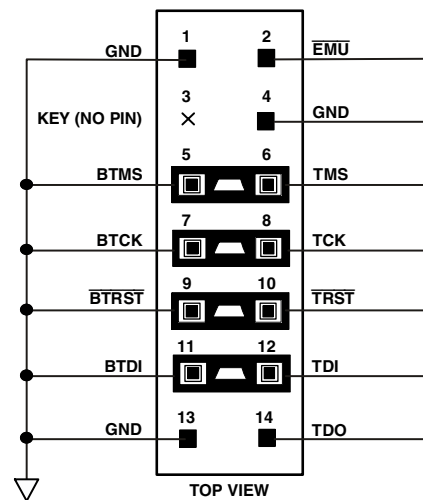 1 2
GND EMU
3 4
KEY (NO PIN) GND
5 6
BTMS TMS
7 8
BTCK TCK
9 10
BTRST TRST
11 12
BTDI TDI
13 14
GND TDO
TOP VIEW